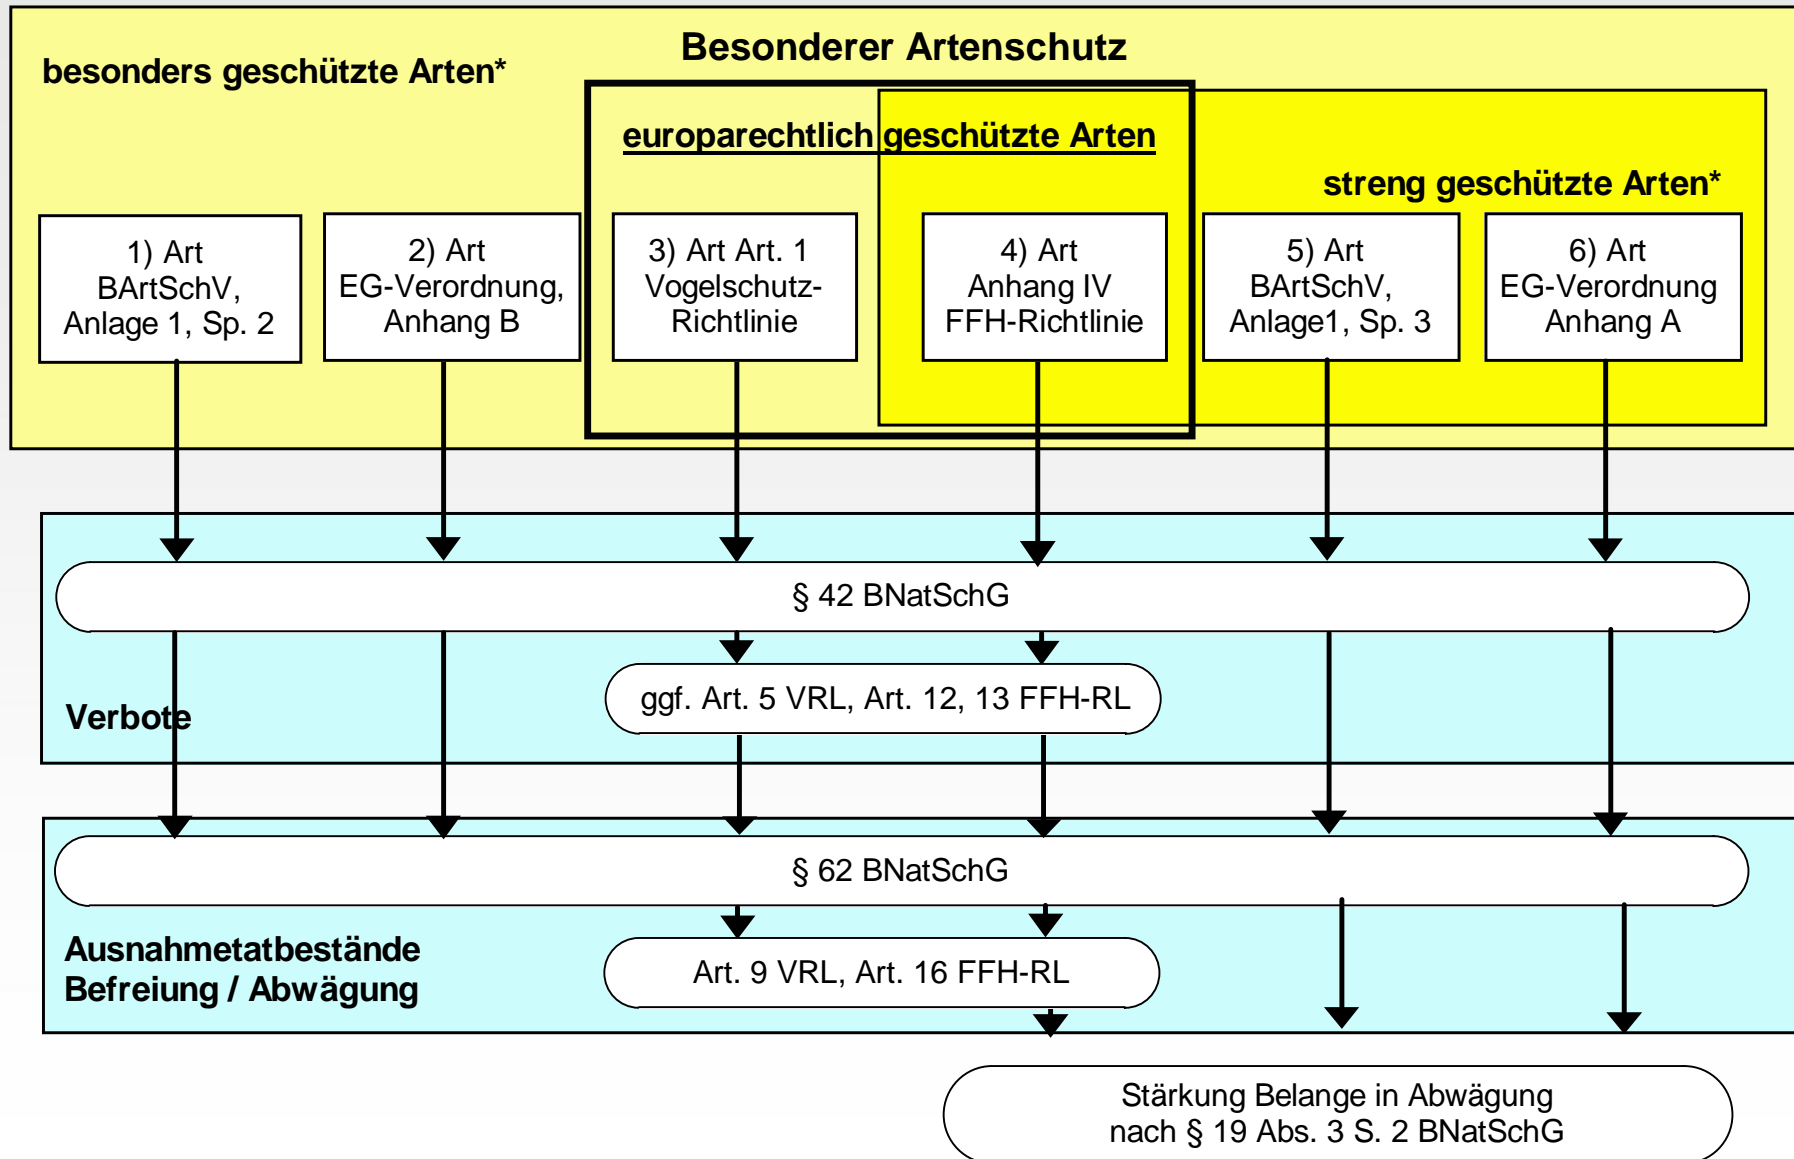 Besonderer Artenschutz
besonders geschützte Arten*
europarechtlich geschützte Arten
streng geschützte Arten*
1) Art
BArtSchV,
Anlage 1, Sp. 2
2) Art
EG-Verordnung,
Anhang B
3) Art Art. 1
Vogelschutz-
Richtlinie
4) Art
Anhang IV
FFH-Richtlinie
5) Art
BArtSchV,
Anlage1, Sp. 3
6) Art
EG-Verordnung
Anhang A
§ 42 BNatSchG
ggf. Art. 5 VRL, Art. 12, 13 FFH-RL
Verbote
§ 62 BNatSchG
Ausnahmetatbestände
Befreiung / Abwägung
Art. 9 VRL, Art. 16 FFH-RL
Stärkung Belange in Abwägung
nach § 19 Abs. 3 S. 2 BNatSchG